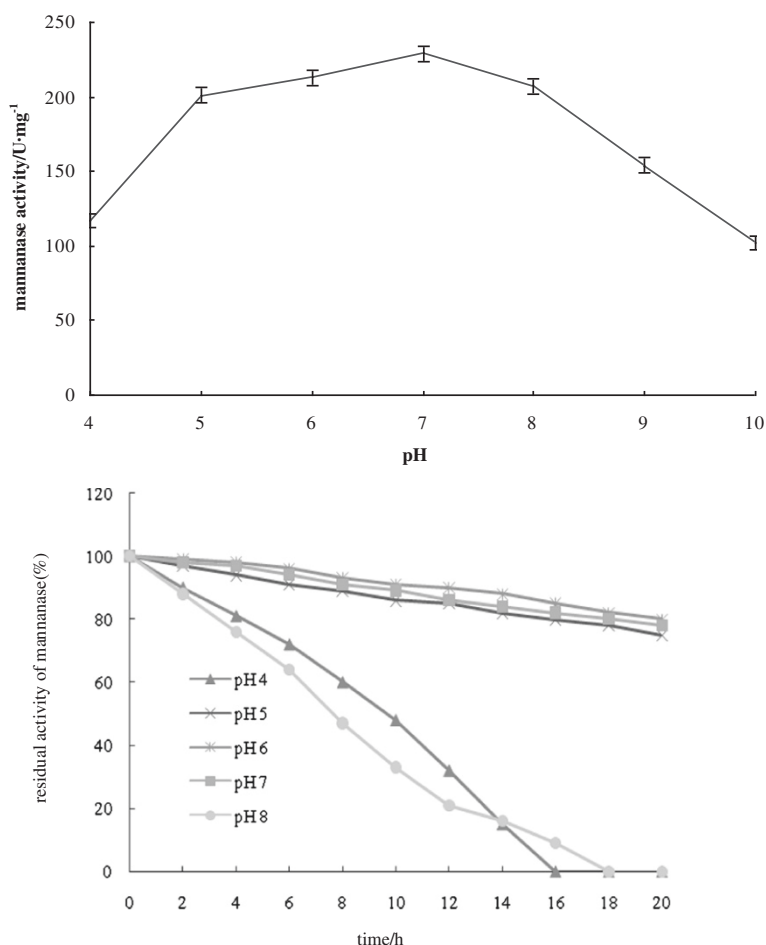 250
200
150
100
50
0
mannanase activity/U·mg⁻¹
4 5 6 7 8 9 10
pH
120
100
80
60
40
20
0
residual activity of mannanase(%)
pH4
pH5
pH6
pH7
pH8
0 2 4 6 8 10 12 14 16 18 20
time/h